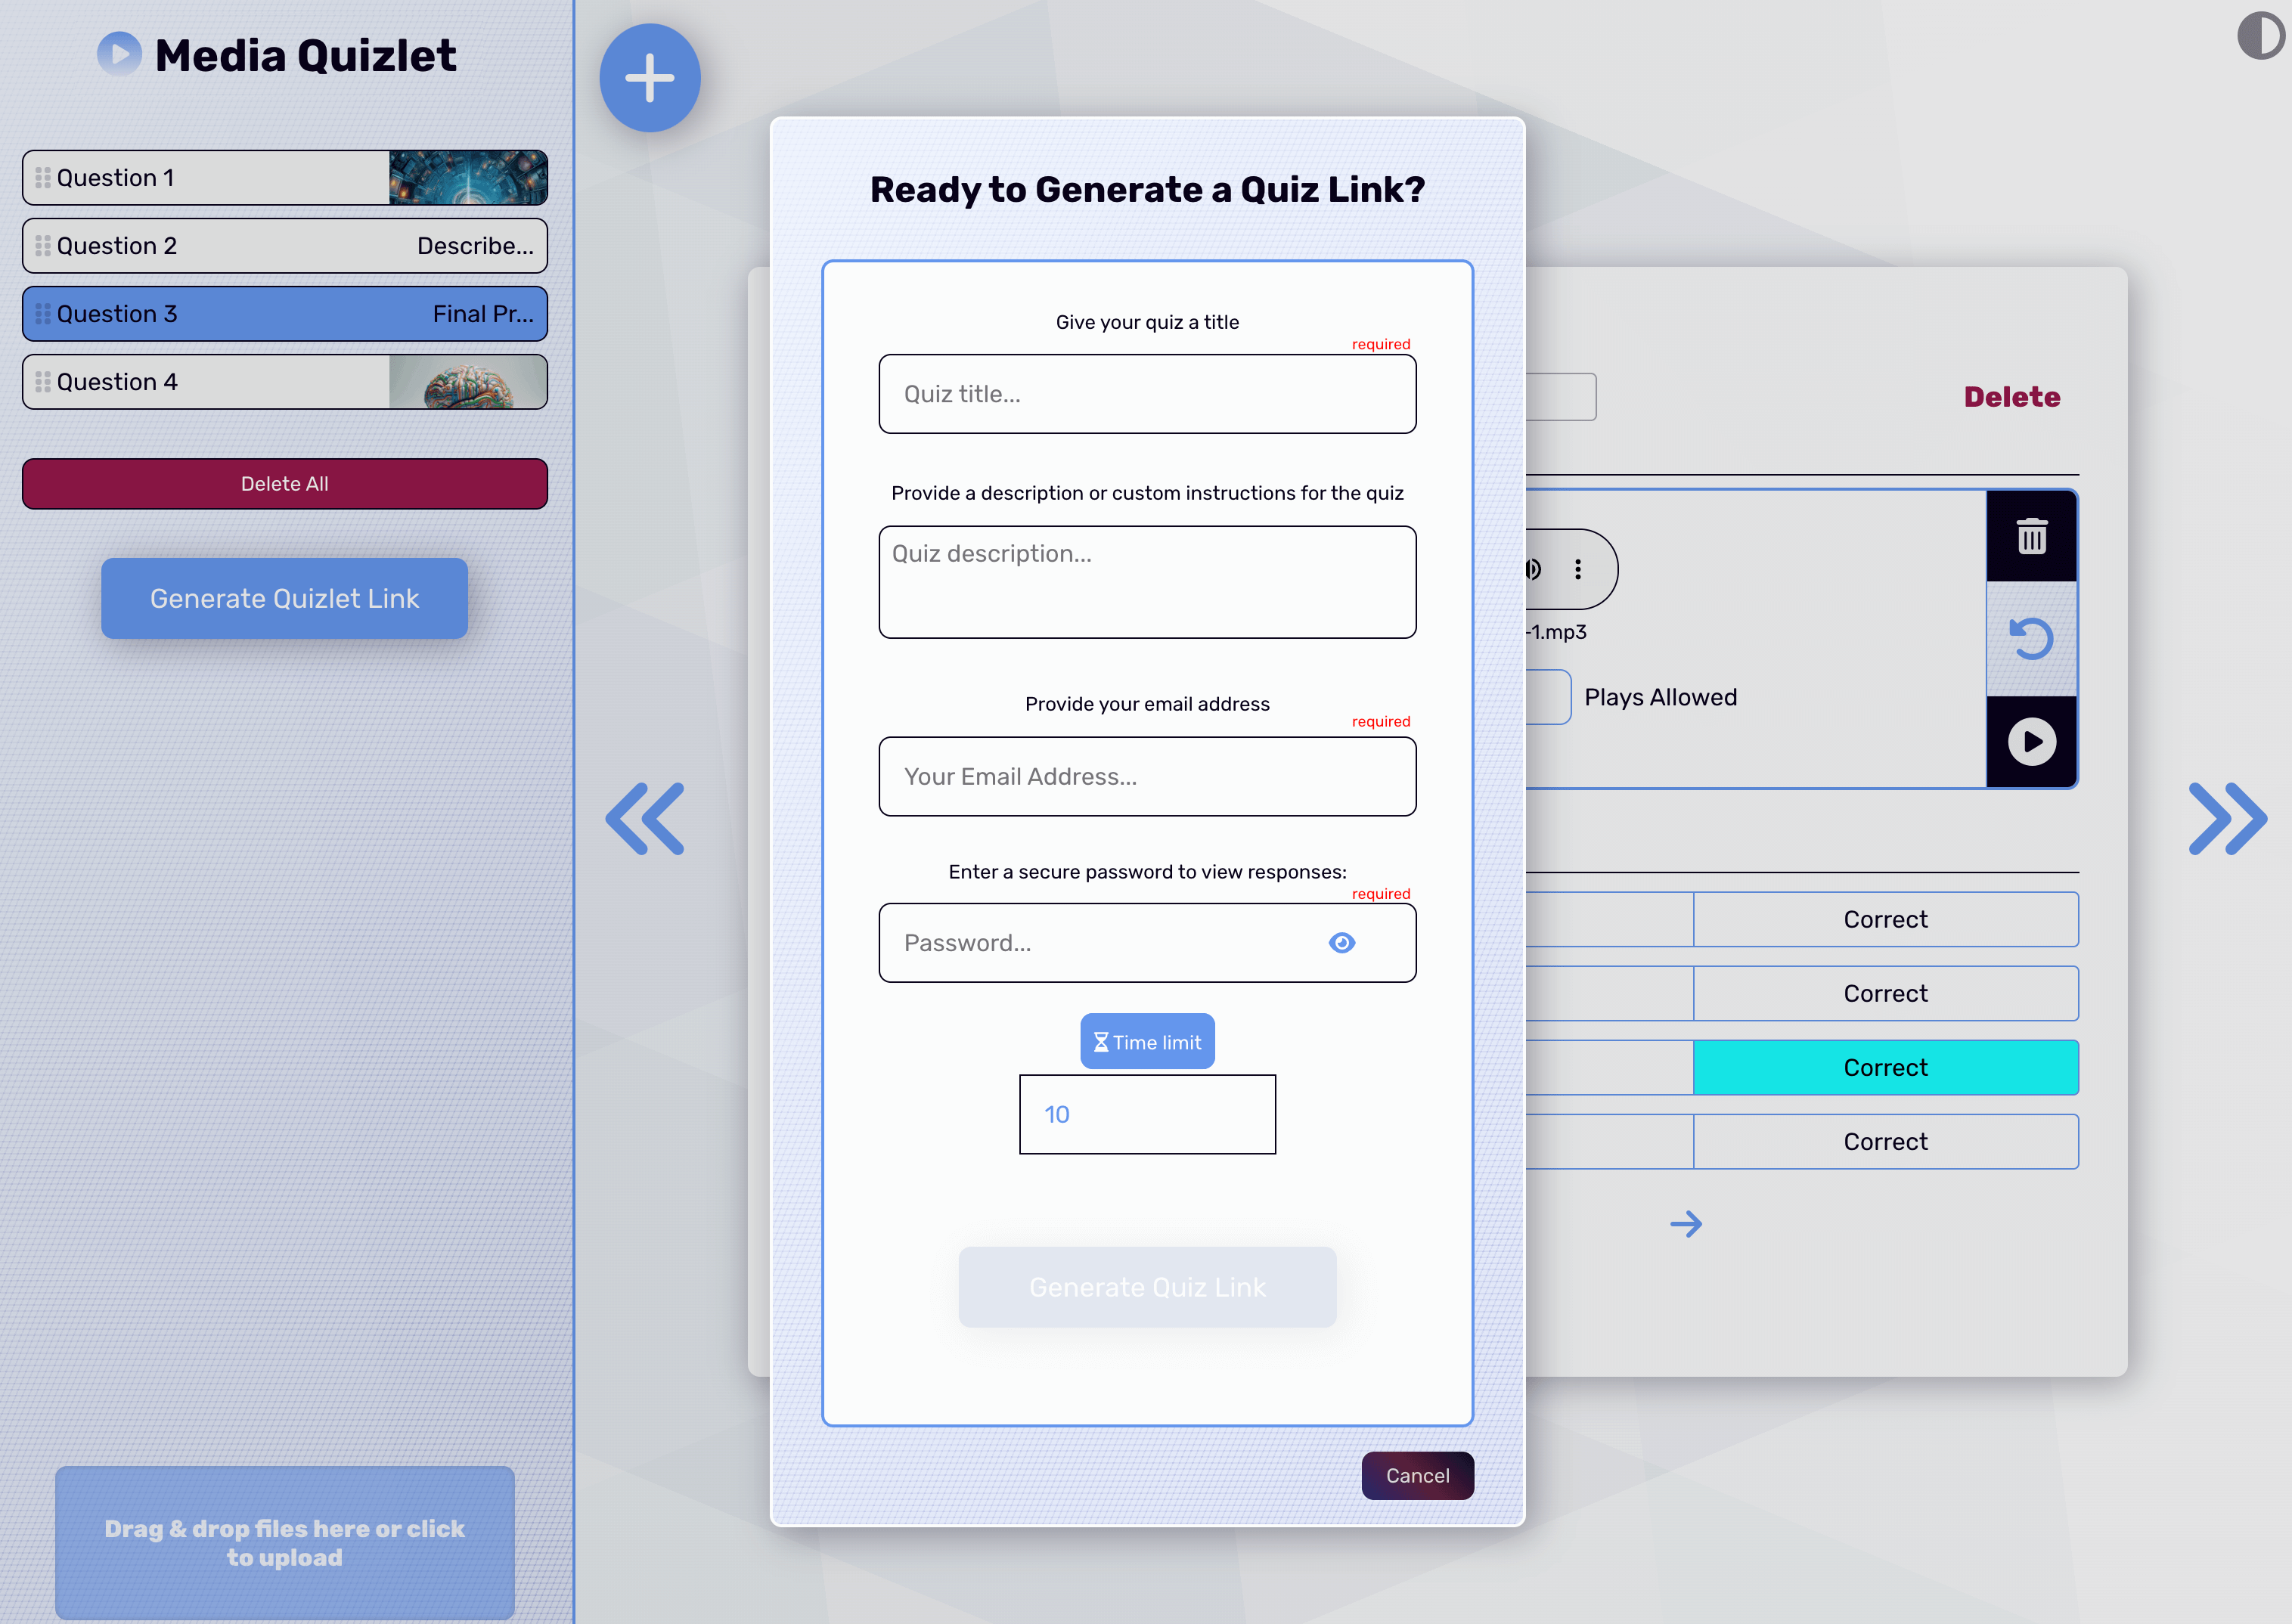 Media Quizlet
Question 1
Question 2 Describe...
Question 3 Final Pr...
Question 4
Delete All
Generate Quizlet Link
Drag & drop files here or click
to upload
Ready to Generate a Quiz Link?
Give your quiz a title
required
Quiz title...
Provide a description or custom instructions for the quiz
Quiz description...
Provide your email address
required
Your Email Address...
Enter a secure password to view responses:
required
Password...
Time limit
10
Generate Quiz Link
Cancel
Delete
-1.mp3
Plays Allowed
Correct
Correct
Correct
Correct